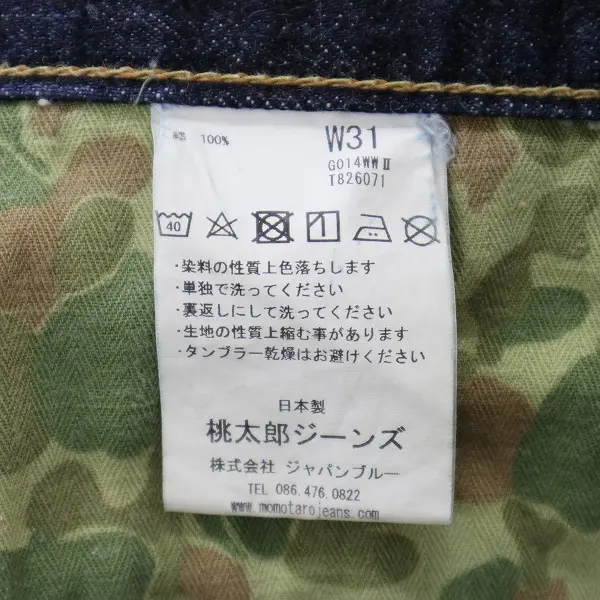 綿 100%
W31
G014WWⅡ
T826071
40
・染料の性質上色落ちします
・単独で洗ってください
・裏返しにして洗ってください
・生地の性質上縮む事があります
・タンブラー乾燥はお避けください
日本製
桃太郎ジーンズ
株式会社 ジャパンブルー
TEL 086.476.0822
www.momotarojeans.com